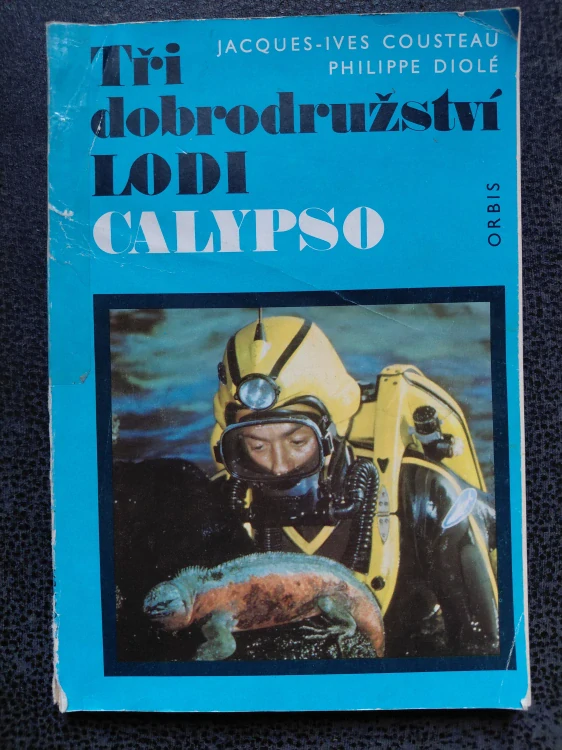 JACQUES-IVES COUSTEAU
PHILIPPE DIOLÉ
Tři
dobrodružství
LODI
CALYPSO
ORBIS